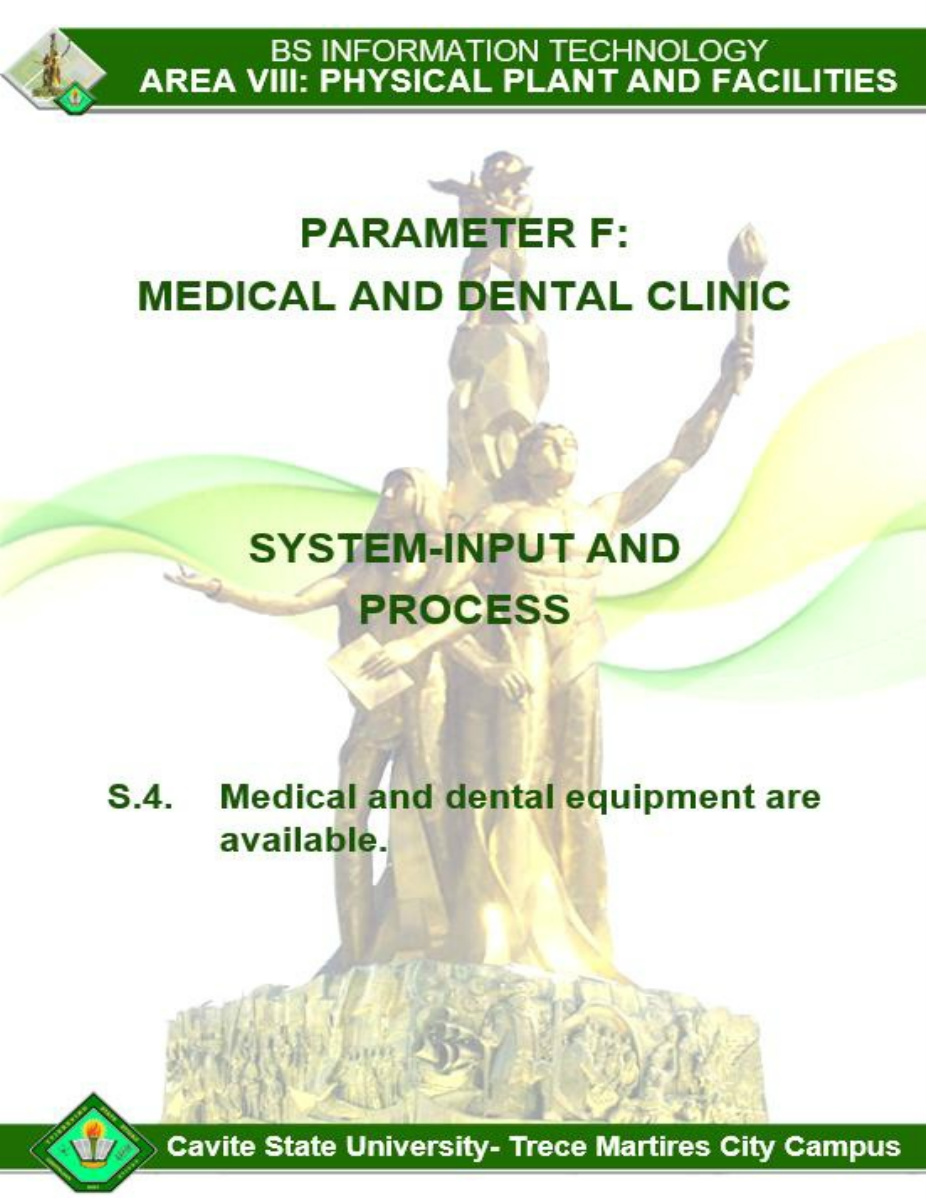 BS INFORMATION TECHNOLOGY
AREA VIII: PHYSICAL PLANT AND FACILITIES
PARAMETER F:
MEDICAL AND DENTAL CLINIC
SYSTEM-INPUT AND
PROCESS
S.4. Medical and dental equipment are
available.
Cavite State University- Trece Martires City Campus